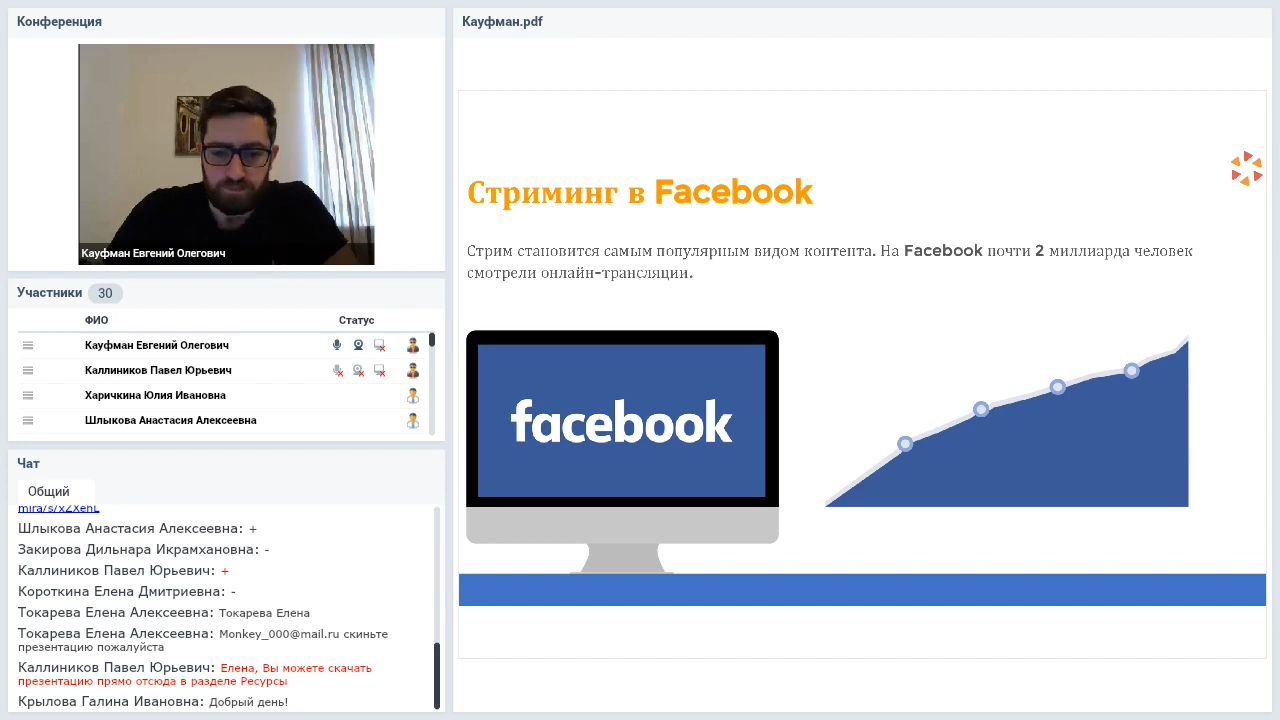 Конференция
Кауфман Евгений Олегович
Участники 30
ФИО Статус
Кауфман Евгений Олегович
Каллиников Павел Юрьевич
Харичкина Юлия Ивановна
Шлыкова Анастасия Алексеевна
Чат
Общий
mira/s/xZXehL
Шлыкова Анастасия Алексеевна: +
Закирова Дильнара Икрамхановна: -
Каллиников Павел Юрьевич: +
Короткина Елена Дмитриевна: -
Токарева Елена Алексеевна: Токарева Елена
Токарева Елена Алексеевна: Monkey_000@mail.ru скиньте
презентацию пожалуйста
Каллиников Павел Юрьевич: Елена, Вы можете скачать
презентацию прямо отсюда в разделе Ресурсы
Крылова Галина Ивановна: Добрый день!
Кауфман.pdf
Стриминг в Facebook
Стрим становится самым популярным видом контента. На Facebook почти 2 миллиарда человек
смотрели онлайн-трансляции.
facebook